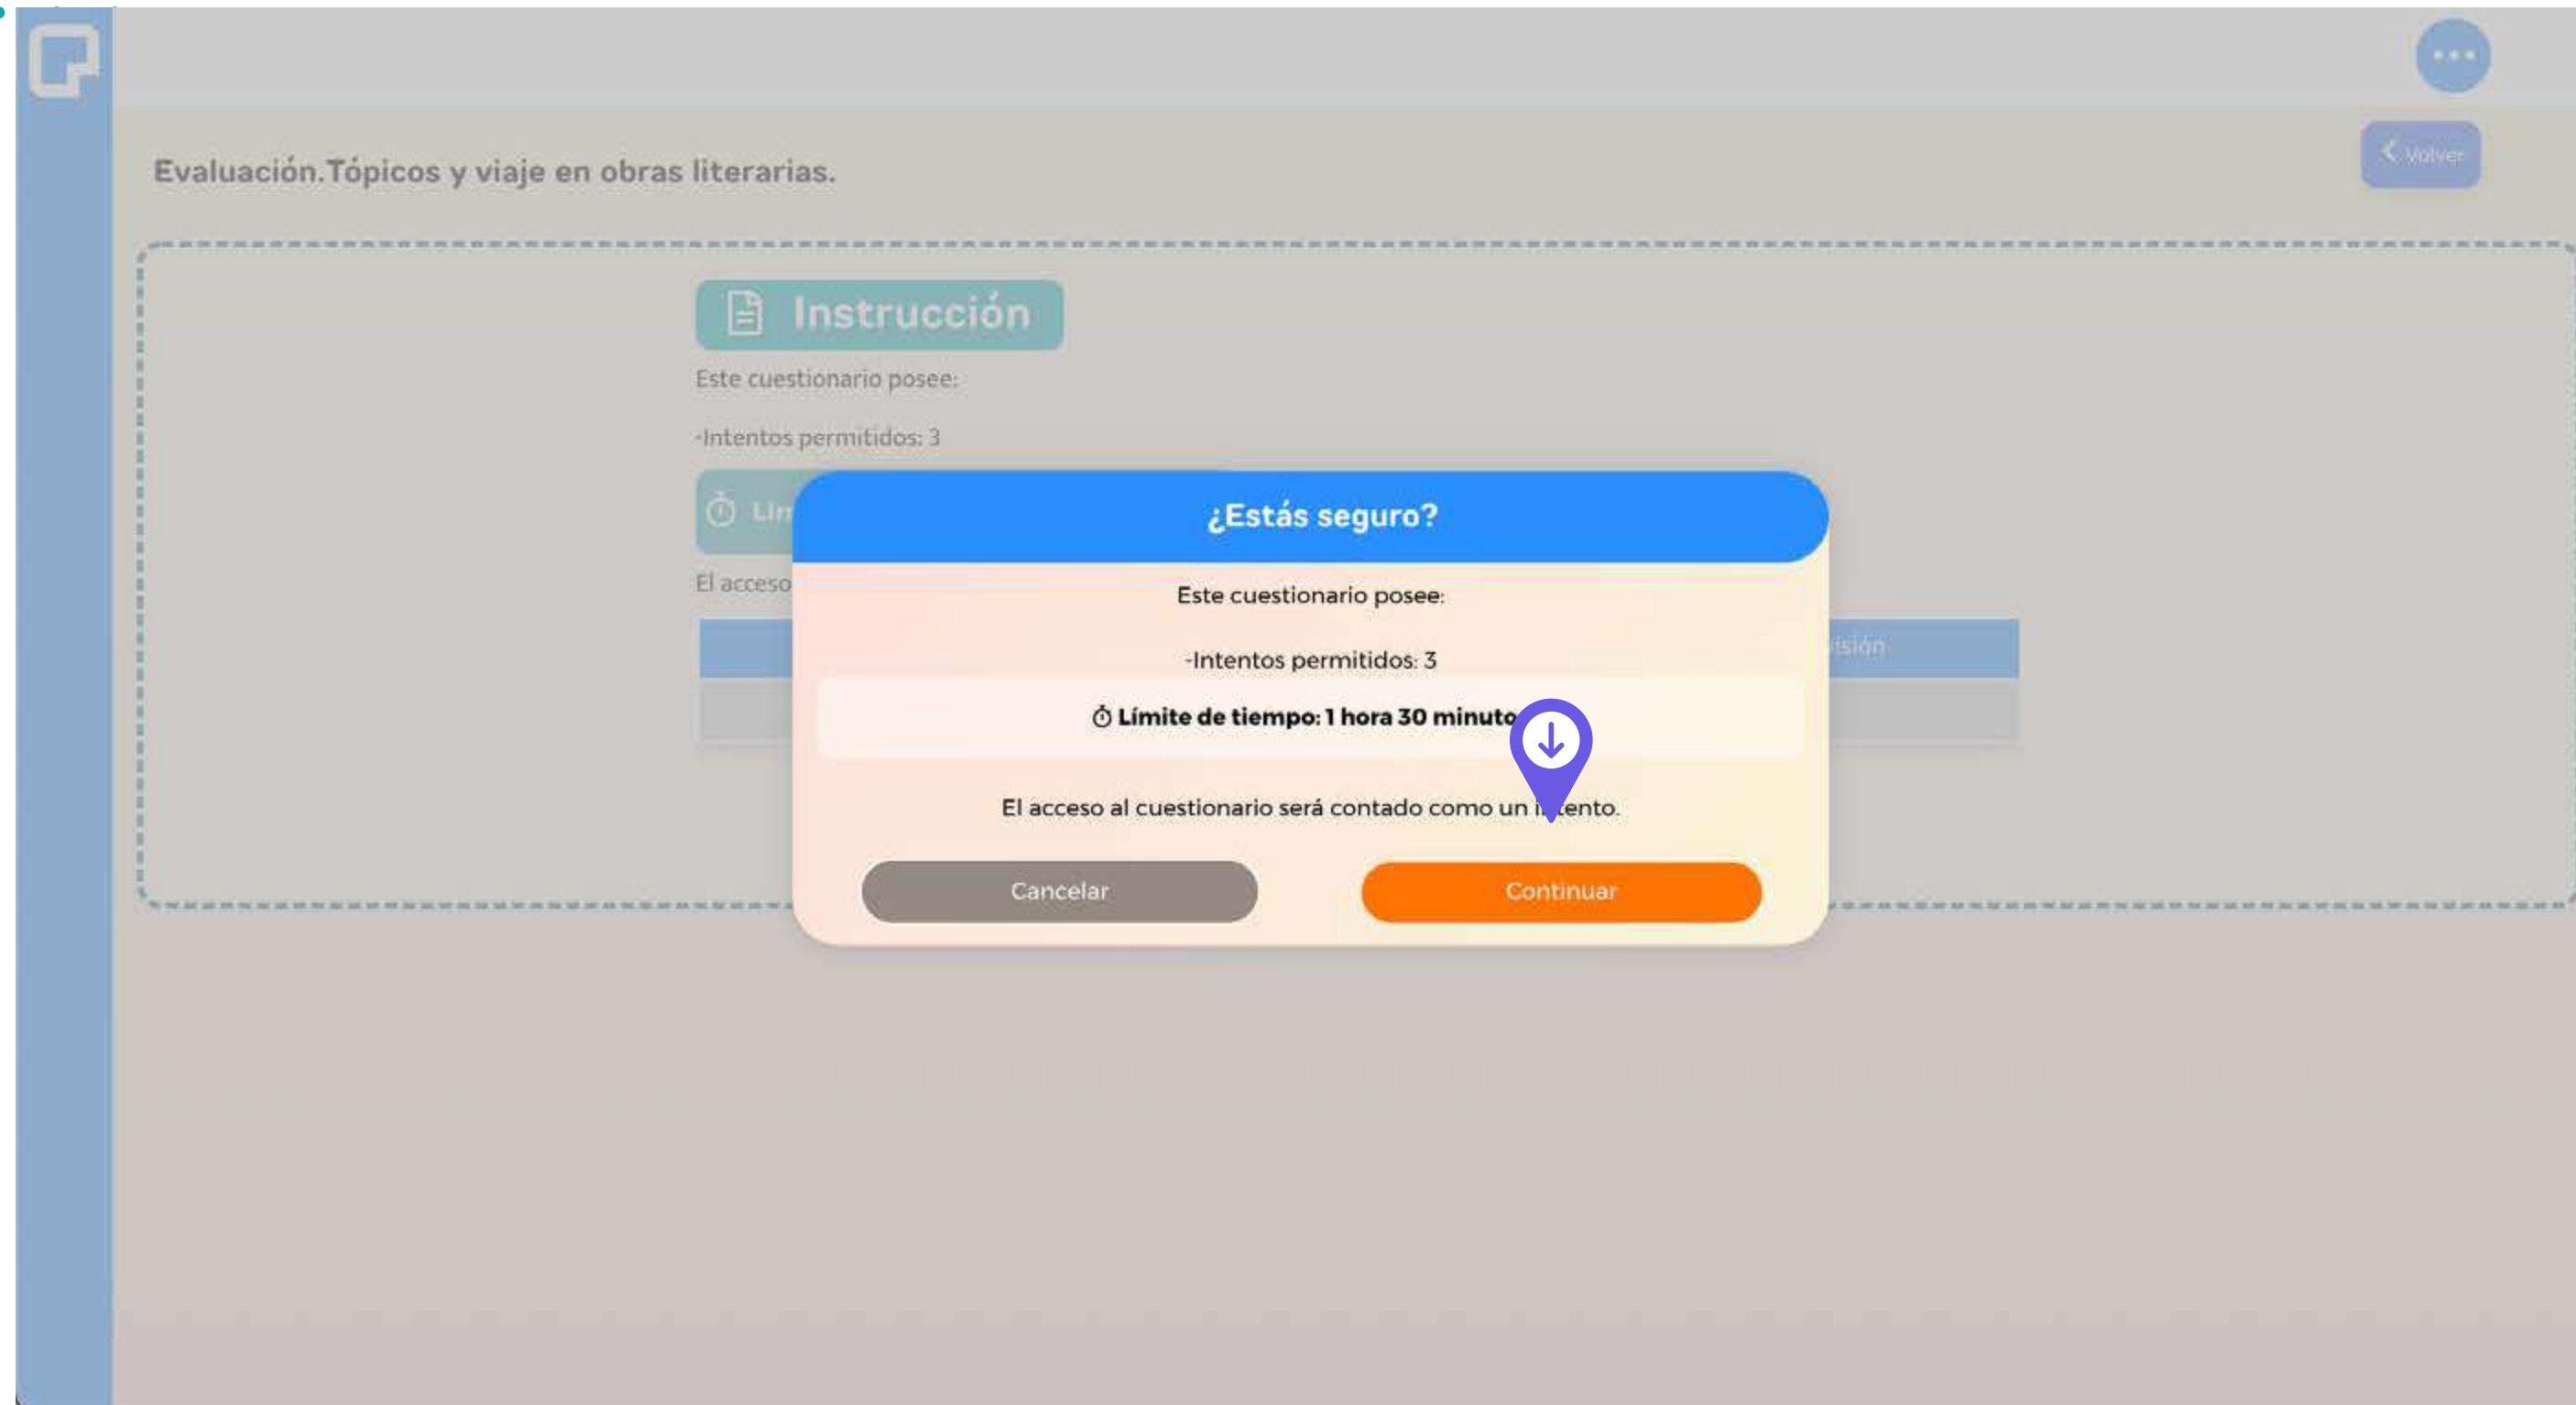 Volver
Evaluación.Tópicos y viaje en obras literarias.
Instrucción
Este cuestionario posee:
-Intentos permitidos: 3
El acceso
¿Estás seguro?
Este cuestionario posee:
-Intentos permitidos: 3
Límite de tiempo: 1 hora 30 minuto
El acceso al cuestionario será contado como un
Cancelar
Continuar